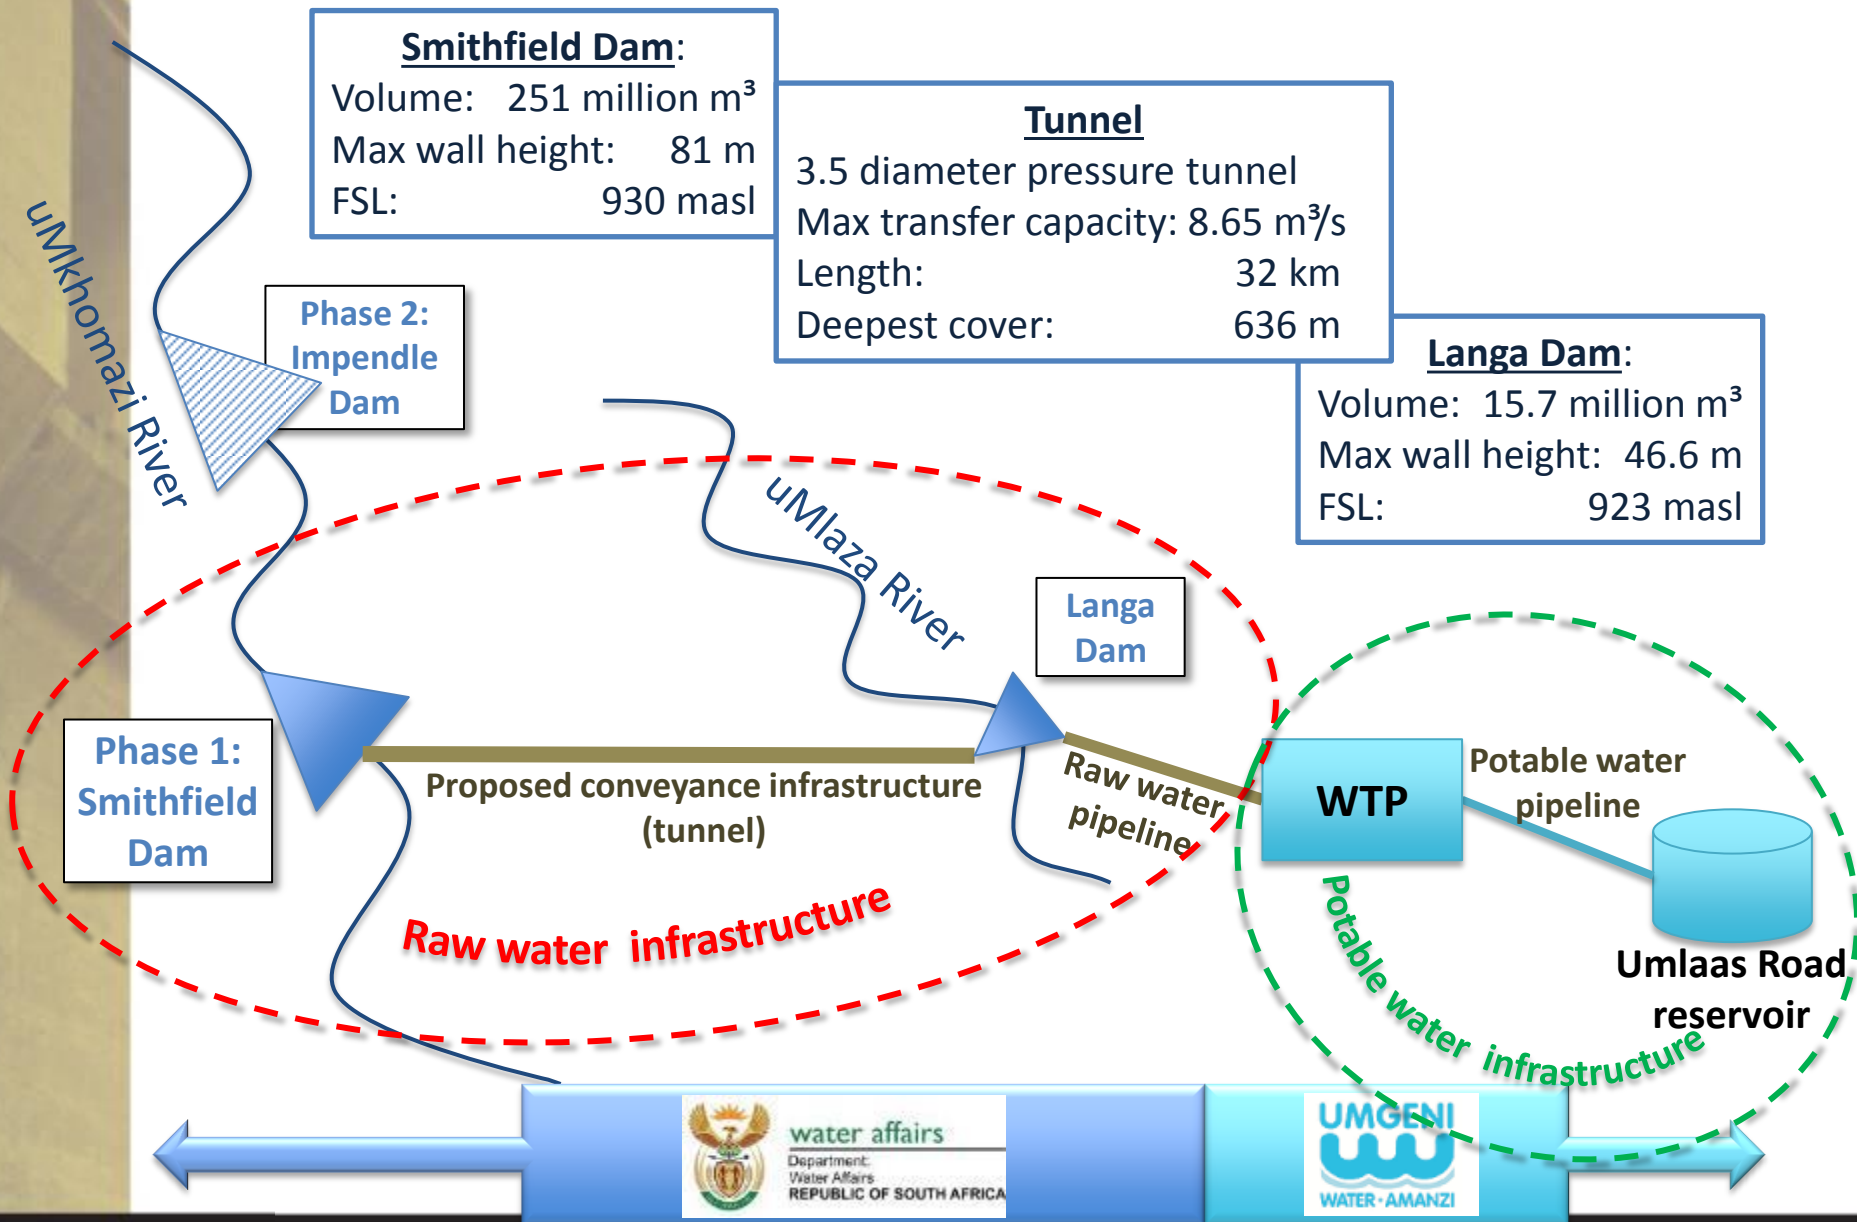 Smithfield Dam:
Volume: 251 million m³
Max wall height: 81 m
FSL: 930 masl
Tunnel
3.5 diameter pressure tunnel
Max transfer capacity: 8.65 m³/s
Length: 32 km
Deepest cover: 636 m
Langa Dam:
Volume: 15.7 million m³
Max wall height: 46.6 m
FSL: 923 masl
uMkhomazi River
Phase 2:
Impendle
Dam
uMlaza River
Langa
Dam
Phase 1:
Smithfield
Dam
Proposed conveyance infrastructure
(tunnel)
Raw water
pipeline
WTP
Potable water
pipeline
Umlaas Road
reservoir
Raw water infrastructure
Potable water infrastructure
water affairs
Department:
Water Affairs
REPUBLIC OF SOUTH AFRICA
UMGENI
WATER·AMANZI